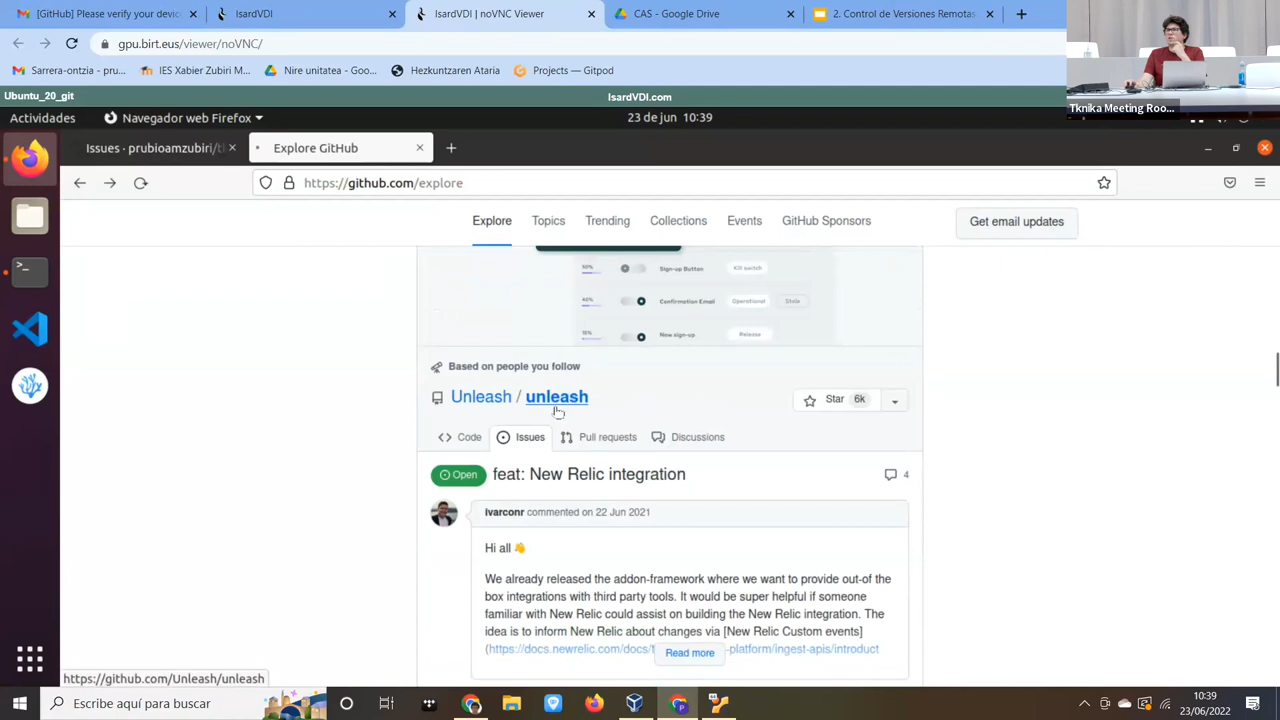 [GitHub] Please verify your devic
IsardVDI
IsardVDI | noVNC Viewer
CAS - Google Drive
2. Control de Versiones Remotas
gpu.birt.eus/viewer/noVNC/
Sarrera-ontzia - pru...
IES Xabier Zubiri M...
Nire unitatea - Goo...
Hezkuntzaren Ataria
Projects — Gitpod
Tknika Meeting Roo...
Ubuntu_20_git
IsardVDI.com
Actividades
Navegador web Firefox
23 de jun 10:39
Issues · prubioamzubiri/t
Explore GitHub
https://github.com/explore
Explore
Topics
Trending
Collections
Events
GitHub Sponsors
Get email updates
50%
Sign-up Button
Kill switch
Confirmation Email
Operational
Stale
New sign-up
Release
Based on people you follow
Unleash / unleash
Star 6k
Code
Issues
Pull requests
Discussions
Open
feat: New Relic integration
4
ivarconr commented on 22 Jun 2021
Hi all 👋
We already released the addon-framework where we want to provide out-of the
box integrations with third party tools. It would be super helpful if someone
familiar with New Relic could assist on building the New Relic integration. The
idea is to inform New Relic about changes via [New Relic Custom events]
(https://docs.newrelic.com/docs/t
-platform/ingest-apis/introduct
Read more
https://github.com/Unleash/unleash
Escribe aquí para buscar
10:39
23/06/2022